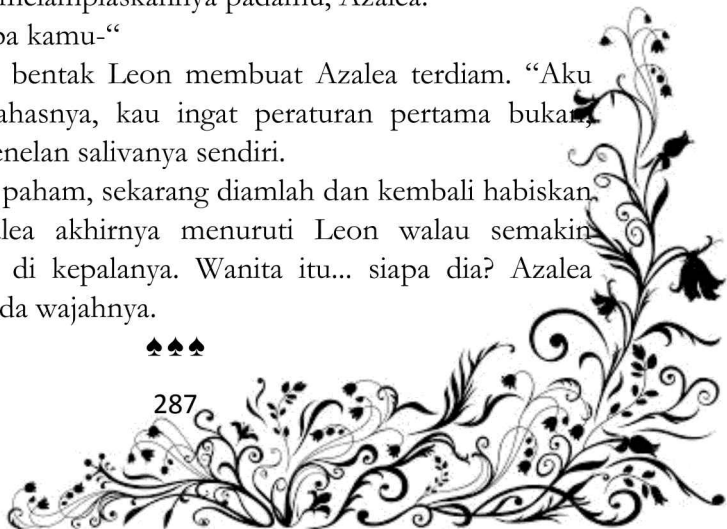 melampiaskannya padamu, Azalea.
pa kamu-“
bentak Leon membuat Azalea terdiam. “Aku
ahasnya, kau ingat peraturan pertama bukan,
enelan salivanya sendiri.
paham, sekarang diamlah dan kembali habiskan
alea akhirnya menuruti Leon walau semakin
di kepalanya. Wanita itu... siapa dia? Azalea
da wajahnya.
♠♠♠
287